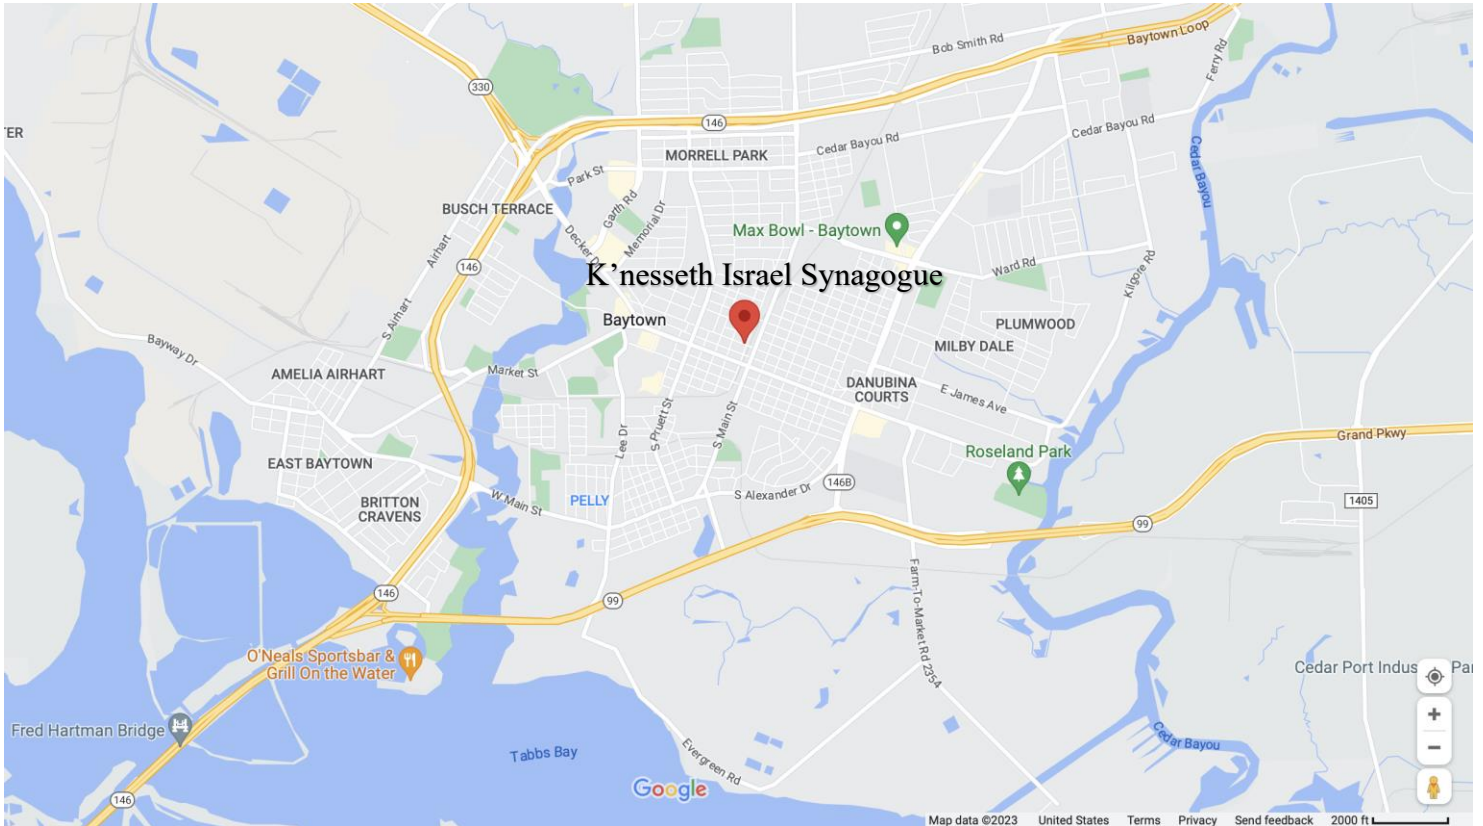 Bob Smith Rd
Baytown Loop
Ferry Rd
330
146
TER
Cedar Bayou Rd
Cedar Bayou Rd
MORRELL PARK
Park St
Cedar Bayou
BUSCH TERRACE
Garth Rd
Memorial Dr
Max Bowl - Baytown
Decker Dr
Airhart
146
Ward Rd
Kilgore Rd
K’nesseth Israel Synagogue
S Airhart
Baytown
PLUMWOOD
Bayway Dr
MILBY DALE
AMELIA AIRHART
Market St
DANUBINA
COURTS
E James Ave
S Pruett St
S Main St
Lee Dr
Grand Pkwy
Roseland Park
EAST BAYTOWN
146B
S Alexander Dr
W Main St
PELLY
BRITTON
CRAVENS
1405
99
146
99
Farm-To-Market Rd 2354
O'Neals Sportsbar &
Grill On the Water
Cedar Port Indus
Pa
Fred Hartman Bridge
Tabbs Bay
Evergreen Rd
Cedar Bayou
Google
146
Map data ©2023 United States Terms Privacy Send feedback 2000 ft